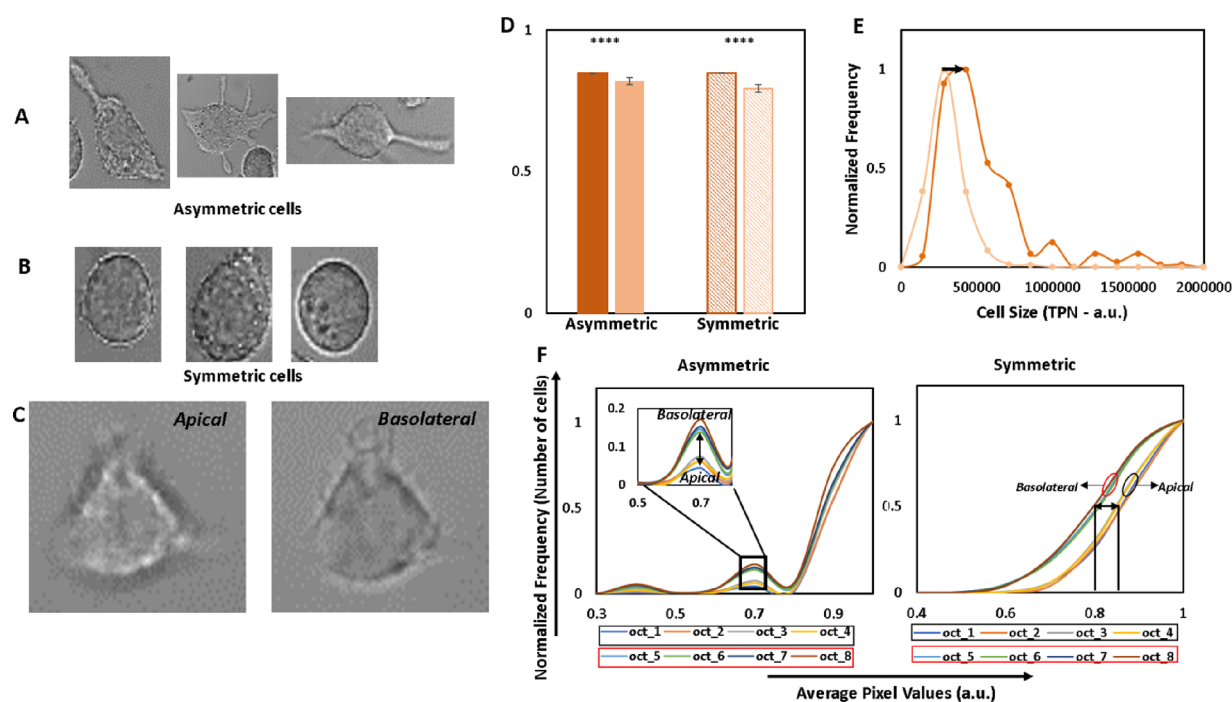 A
Asymmetric cells
B
Symmetric cells
C
Apical
Basolateral
D
1
0.5
0
****
****
Asymmetric
Symmetric
E
Normalized Frequency
1
0.5
0
0
500000
1000000
1500000
2000000
Cell Size (TPN - a.u.)
F
Normalized Frequency (Number of cells)
Asymmetric
1
0.5
0
0.3
0.5
0.7
0.9
0.2
0.1
0
0.5
0.7
Basolateral
Apical
oct_1 oct_2 oct_3 oct_4
oct_5 oct_6 oct_7 oct_8
Symmetric
1
0.5
0
0.4
0.6
0.8
1
Basolateral
Apical
oct_1 oct_2 oct_3 oct_4
oct_5 oct_6 oct_7 oct_8
Average Pixel Values (a.u.)